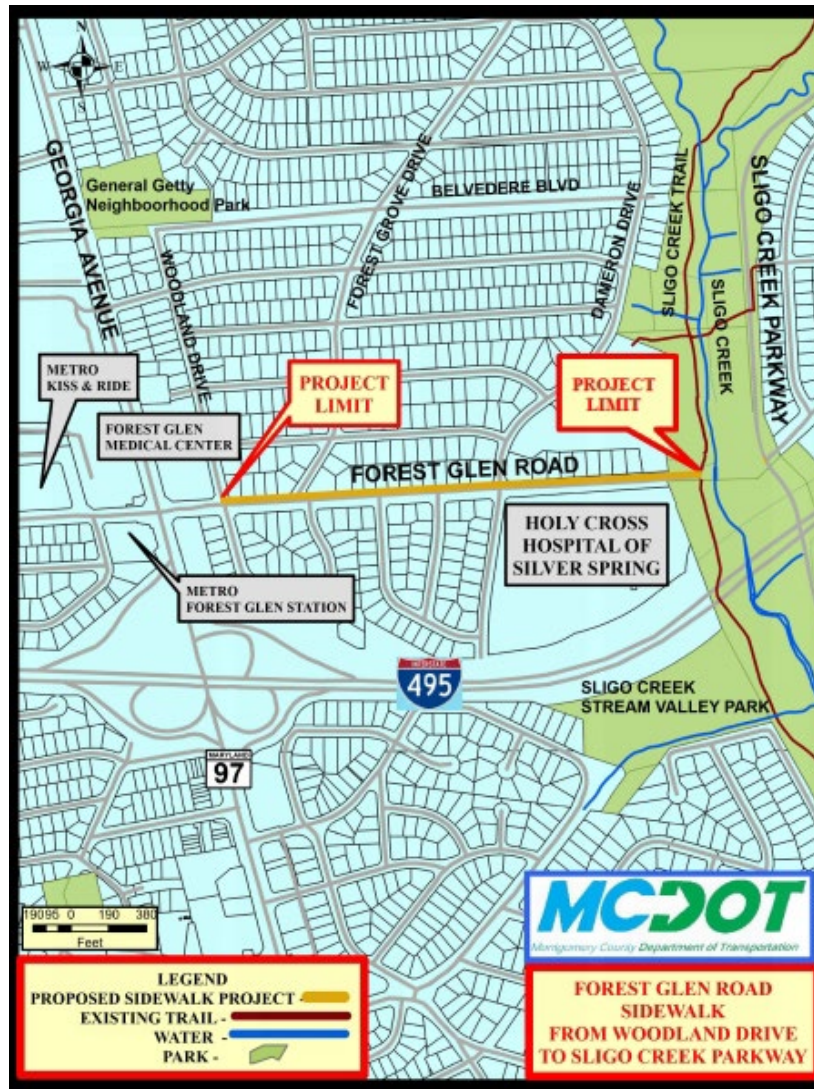 N
W
E
S
GEORGIA AVENUE
General Getty
Neighboorhood Park
WOODLAND DRIVE
FOREST GROVE DRIVE
BELVEDERE BLVD
DAMERON DRIVE
SLIGO CREEK TRAIL
SLIGO CREEK
SLIGO CREEK PARKWAY
METRO
KISS & RIDE
FOREST GLEN
MEDICAL CENTER
PROJECT
LIMIT
PROJECT
LIMIT
FOREST GLEN ROAD
HOLY CROSS
HOSPITAL OF
SILVER SPRING
METRO
FOREST GLEN STATION
INTERSTATE
495
SLIGO CREEK
STREAM VALLEY PARK
MARYLAND
97
19095 0 190 380
Feet
MCDOT
Montgomery County Department of Transportation
LEGEND
PROPOSED SIDEWALK PROJECT -
EXISTING TRAIL -
WATER -
PARK -
FOREST GLEN ROAD
SIDEWALK
FROM WOODLAND DRIVE
TO SLIGO CREEK PARKWAY